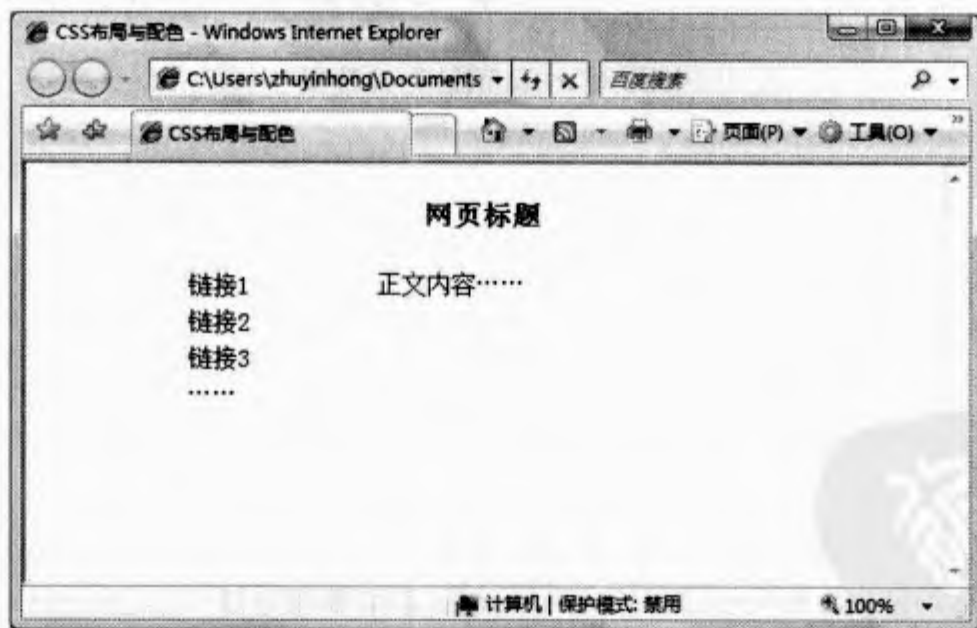 CSS布局与配色 - Windows Internet Explorer
C:\Users\zhuyinhong\Documents 百度搜索
CSS布局与配色 页面(P) 工具(O) »
网页标题
链接1 正文内容……
链接2
链接3
……
计算机 | 保护模式: 禁用 100%